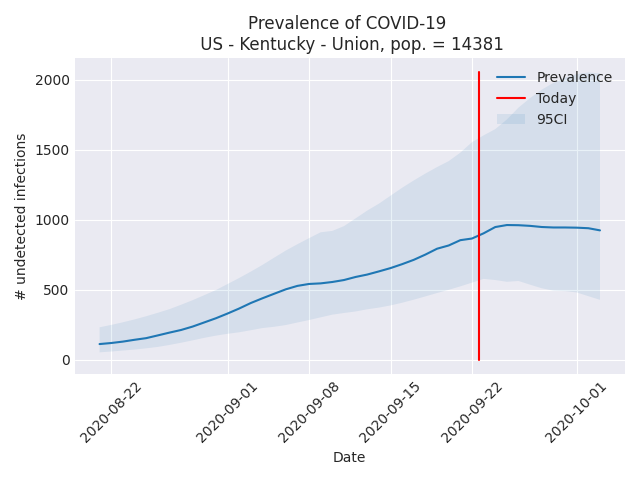 Prevalence of COVID-19
US - Kentucky - Union, pop. = 14381
Prevalence
Today
95CI
# undetected infections
2000
1500
1000
500
0
2020-08-22
2020-09-01
2020-09-08
2020-09-15
2020-09-22
2020-10-01
Date